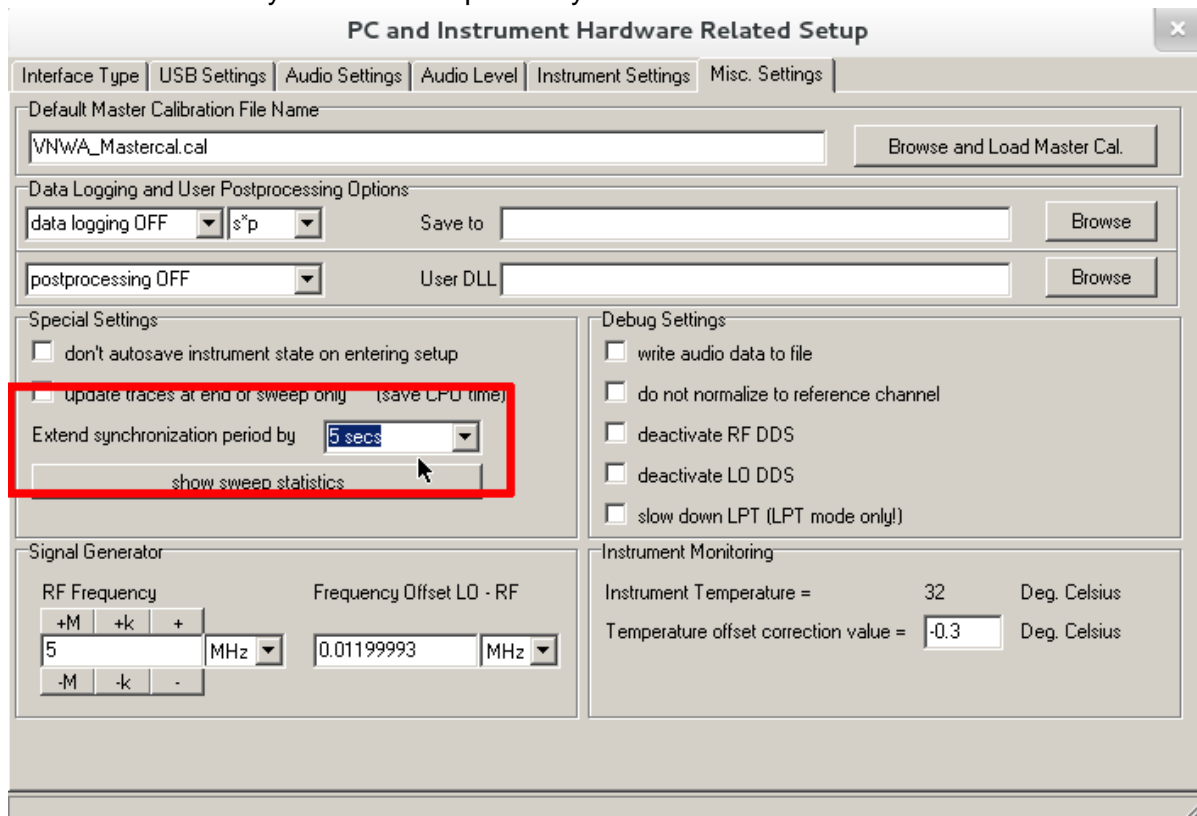 PC and Instrument Hardware Related Setup
Interface Type USB Settings Audio Settings Audio Level Instrument Settings Misc. Settings
Default Master Calibration File Name
VNWA_Mastercal.cal Browse and Load Master Cal.
Data Logging and User Postprocessing Options
data logging OFF s*p Save to Browse
postprocessing OFF User DLL Browse
Special Settings
don't autosave instrument state on entering setup
update traces at end of sweep only (save CPU time)
Extend synchronization period by 5 secs
show sweep statistics
Debug Settings
write audio data to file
do not normalize to reference channel
deactivate RF DDS
deactivate LO DDS
slow down LPT (LPT mode only!)
Signal Generator
RF Frequency Frequency Offset LO - RF
+M +k +
5 MHz 0.01199993 MHz
-M -k -
Instrument Monitoring
Instrument Temperature = 32 Deg. Celsius
Temperature offset correction value = -0.3 Deg. Celsius